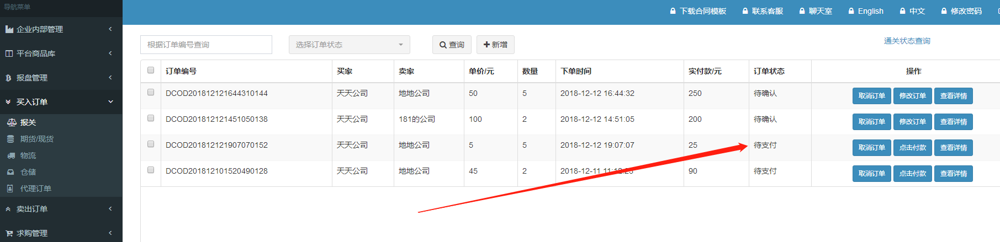 导航菜单
下载合同模板 联系客服 聊天室 English 中文 修改密码
企业内部管理
平台商品库
报盘管理
买入订单
报关
期货/现货
物流
仓储
代理订单
卖出订单
求购管理
根据订单编号查询 选择订单状态 查询 新增 通关状态查询
订单编号 买家 卖家 单价/元 数量 下单时间 实付款/元 订单状态 操作
DCOD201812121644310144 天天公司 地地公司 50 5 2018-12-12 16:44:32 250 待确认 取消订单 修改订单 查看详情
DCOD201812121451050138 天天公司 181的公司 100 2 2018-12-12 14:51:05 200 待确认 取消订单 修改订单 查看详情
DCOD201812121907070152 天天公司 地地公司 5 5 2018-12-12 19:07:07 25 待支付 取消订单 点击付款 查看详情
DCOD201812101520490128 天天公司 地地公司 45 2 2018-12-11 90 待支付 取消订单 点击付款 查看详情